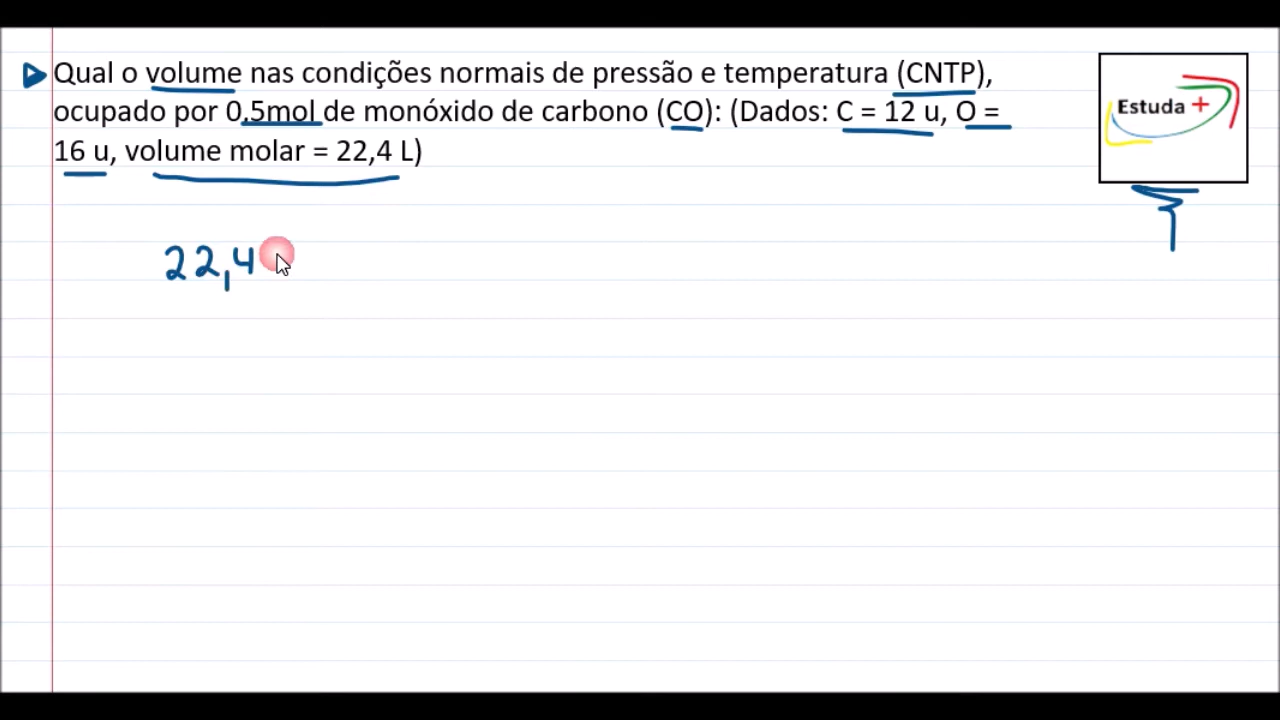 Qual o volume nas condições normais de pressão e temperatura (CNTP),
ocupado por 0,5mol de monóxido de carbono (CO): (Dados: C = 12 u, O =
16 u, volume molar = 22,4 L)
Estuda +
22,4